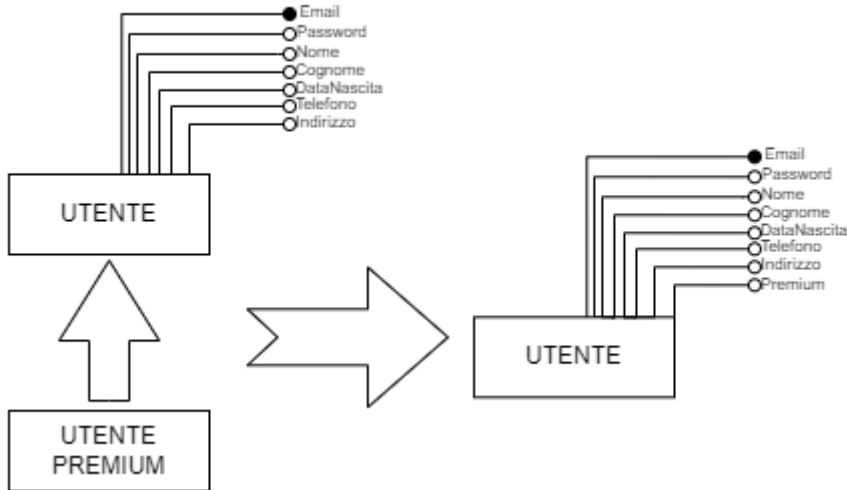 Email
Password
Nome
Cognome
DataNascita
Telefono
Indirizzo
UTENTE
UTENTE
PREMIUM
Email
Password
Nome
Cognome
DataNascita
Telefono
Indirizzo
Premium
UTENTE